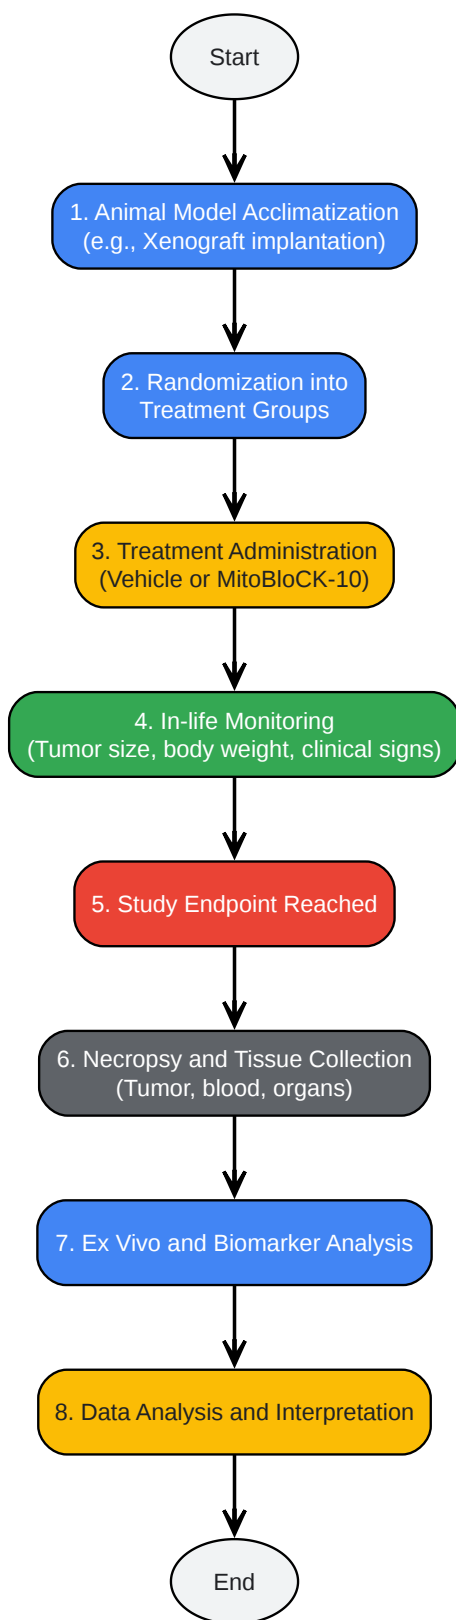 Start
1. Animal Model Acclimatization
(e.g., Xenograft implantation)
2. Randomization into
Treatment Groups
3. Treatment Administration
(Vehicle or MitoBloCK-10)
4. In-life Monitoring
(Tumor size, body weight, clinical signs)
5. Study Endpoint Reached
6. Necropsy and Tissue Collection
(Tumor, blood, organs)
7. Ex Vivo and Biomarker Analysis
8. Data Analysis and Interpretation
End